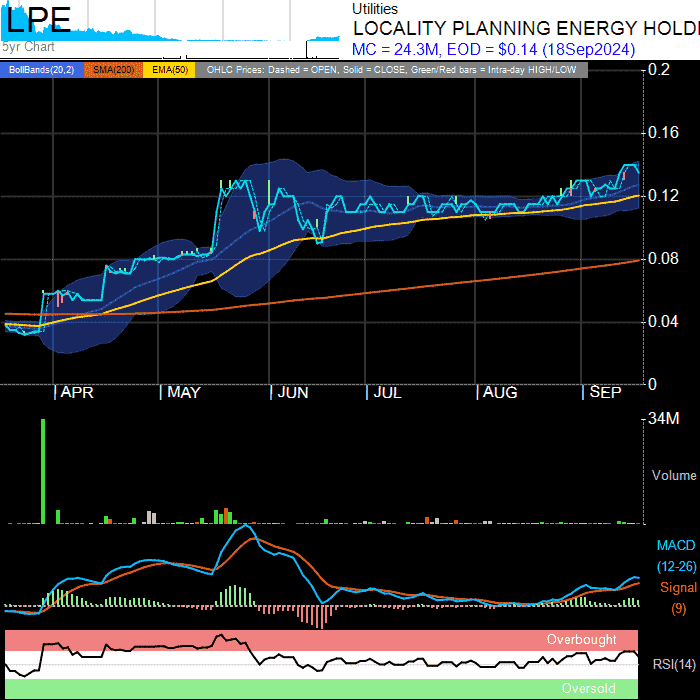 LPE
5yr Chart
Utilities
LOCALITY PLANNING ENERGY HOLDI
MC = 24.3M, EOD = $0.14 (18Sep2024)
BollBands(20,2) SMA(200) EMA(50) OHLC Prices: Dashed = OPEN, Solid = CLOSE, Green/Red bars = Intra-day HIGH/LOW
0.2
0.16
0.12
0.08
0.04
0
APR MAY JUN JUL AUG SEP
34M
Volume
MACD
(12-26)
Signal
(9)
Overbought
RSI(14)
Oversold